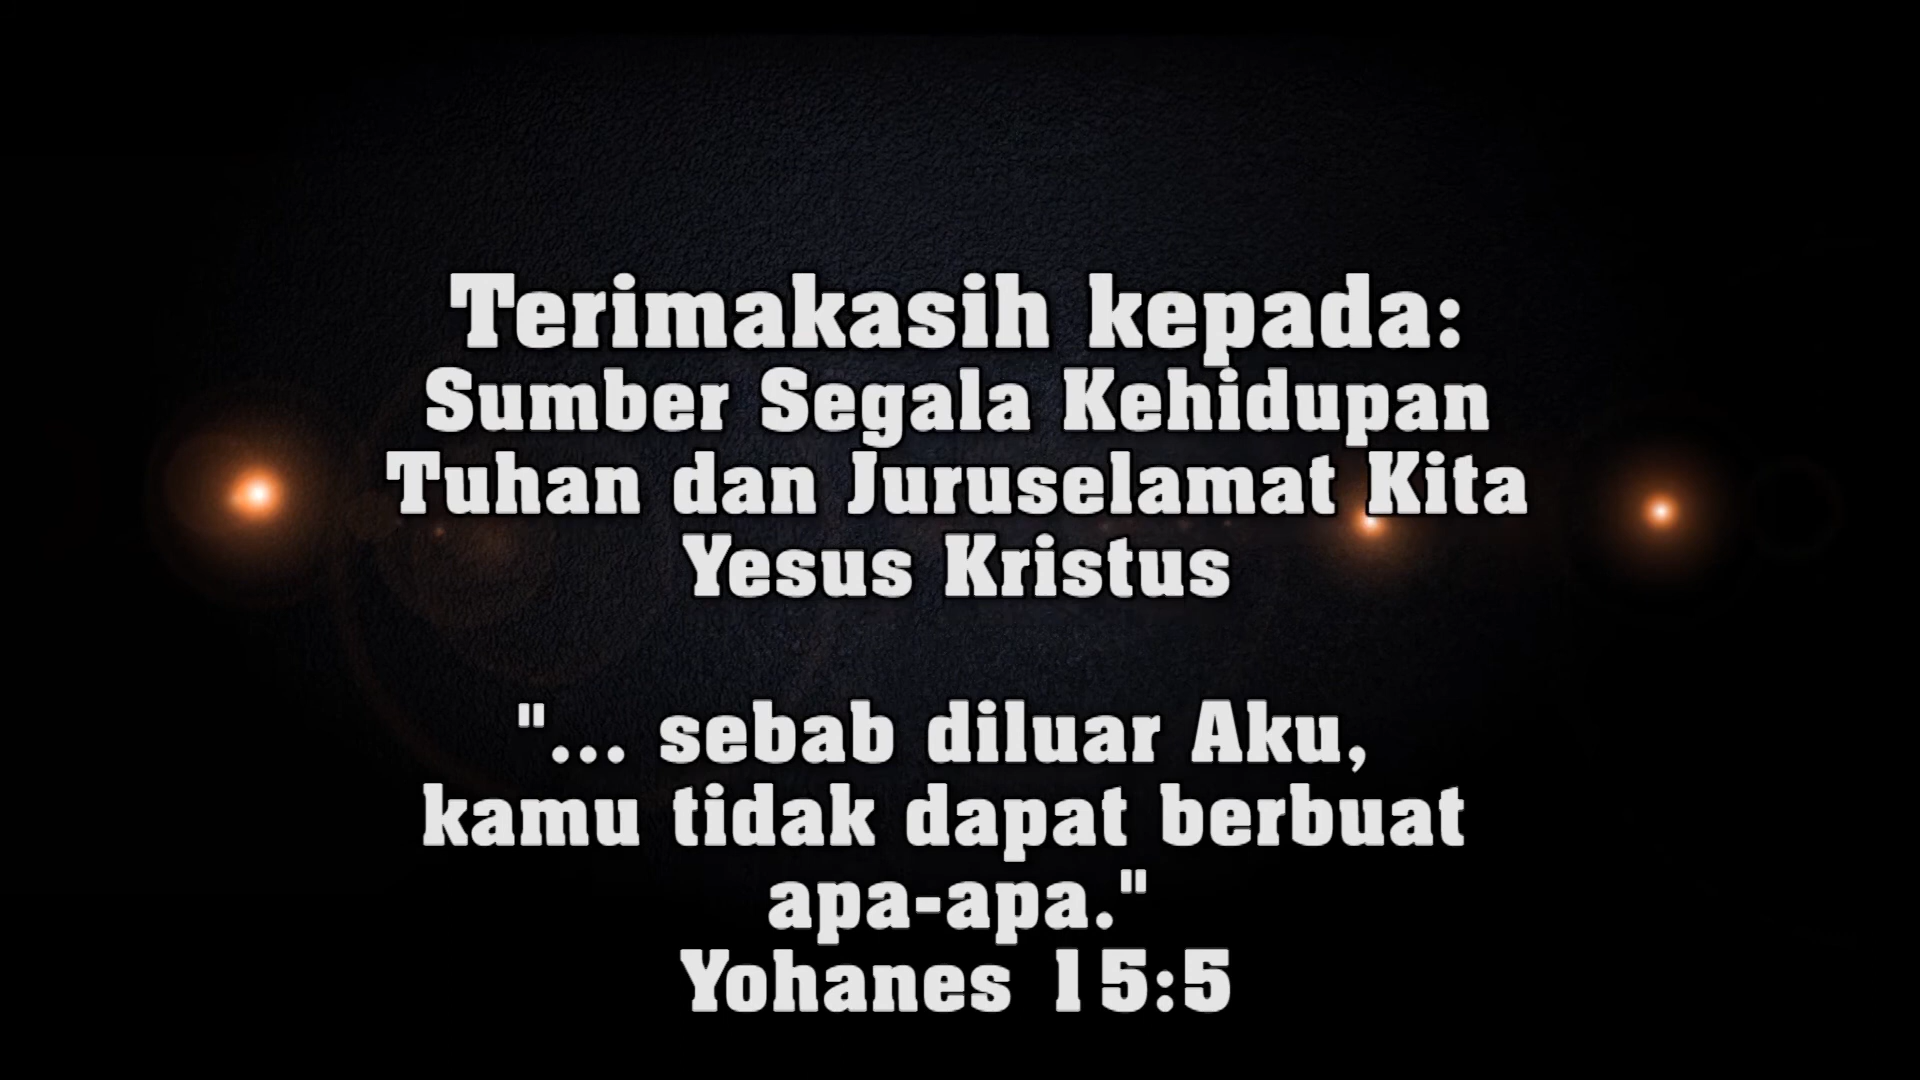 Terimakasih kepada:
Sumber Segala Kehidupan
Tuhan dan Juruselamat Kita
Yesus Kristus
"... sebab diluar Aku,
kamu tidak dapat berbuat
apa-apa."
Yohanes 15:5